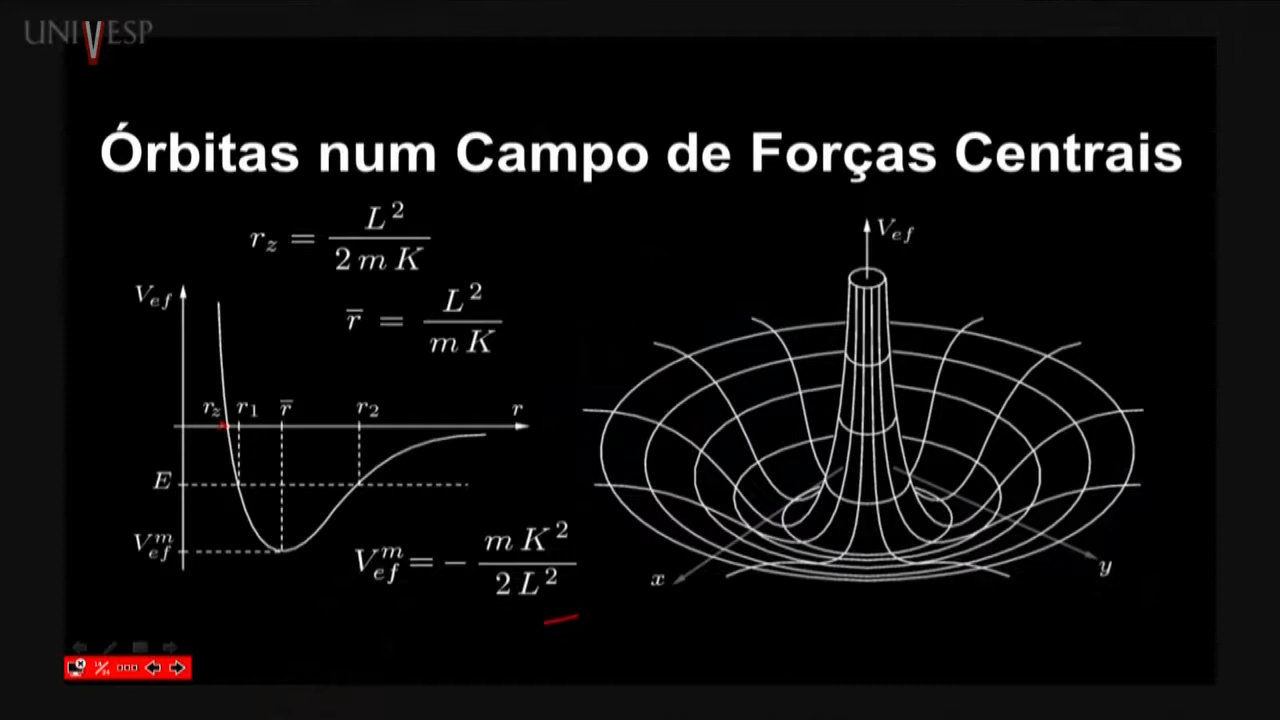 UNIVESP
Órbitas num Campo de Forças Centrais
r_z = L^2 / 2 m K
r̅ = L^2 / m K
V_ef
r_z r_1 r̅ r_2 r
E
V_ef^m
V_ef^m = − m K^2 / 2 L^2
V_ef
x
y